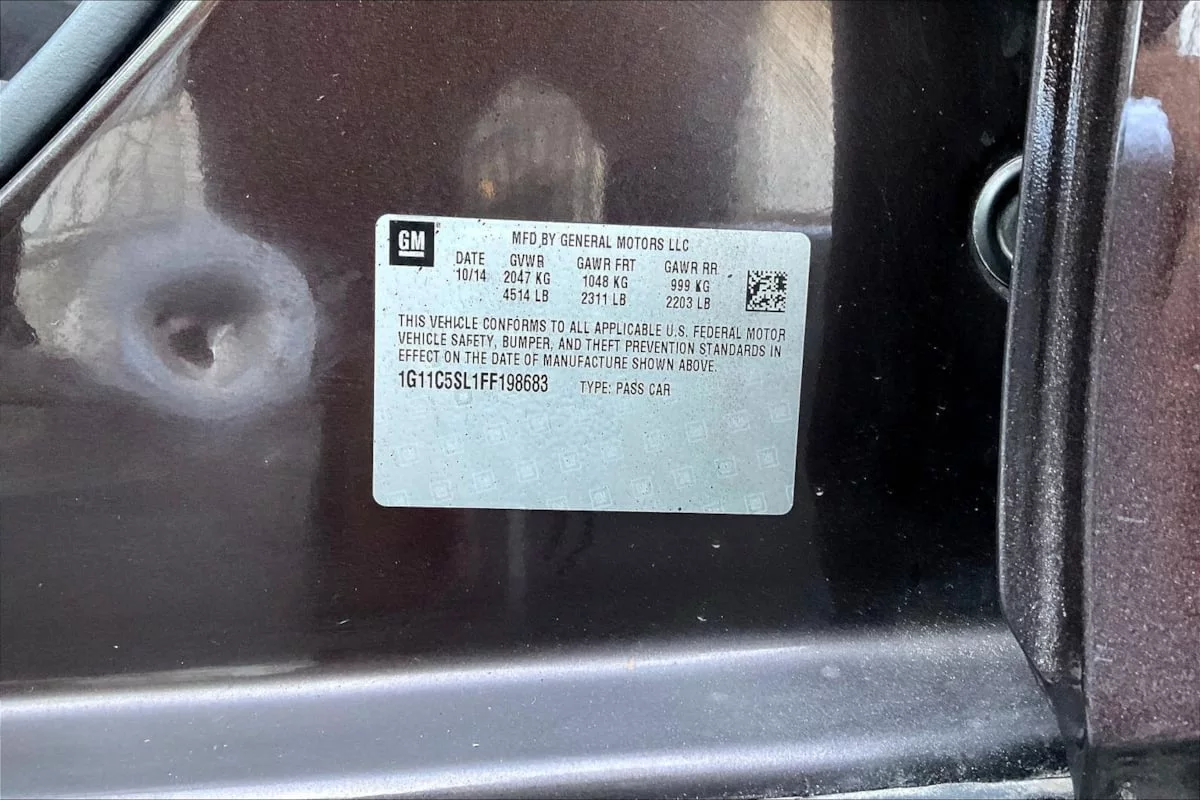 GM
MFD BY GENERAL MOTORS LLC
DATE GVWR GAWR FRT GAWR RR
10/14 2047 KG 1048 KG 999 KG
4514 LB 2311 LB 2203 LB
THIS VEHICLE CONFORMS TO ALL APPLICABLE U.S. FEDERAL MOTOR
VEHICLE SAFETY, BUMPER, AND THEFT PREVENTION STANDARDS IN
EFFECT ON THE DATE OF MANUFACTURE SHOWN ABOVE.
1G11C5SL1FF198683 TYPE: PASS CAR